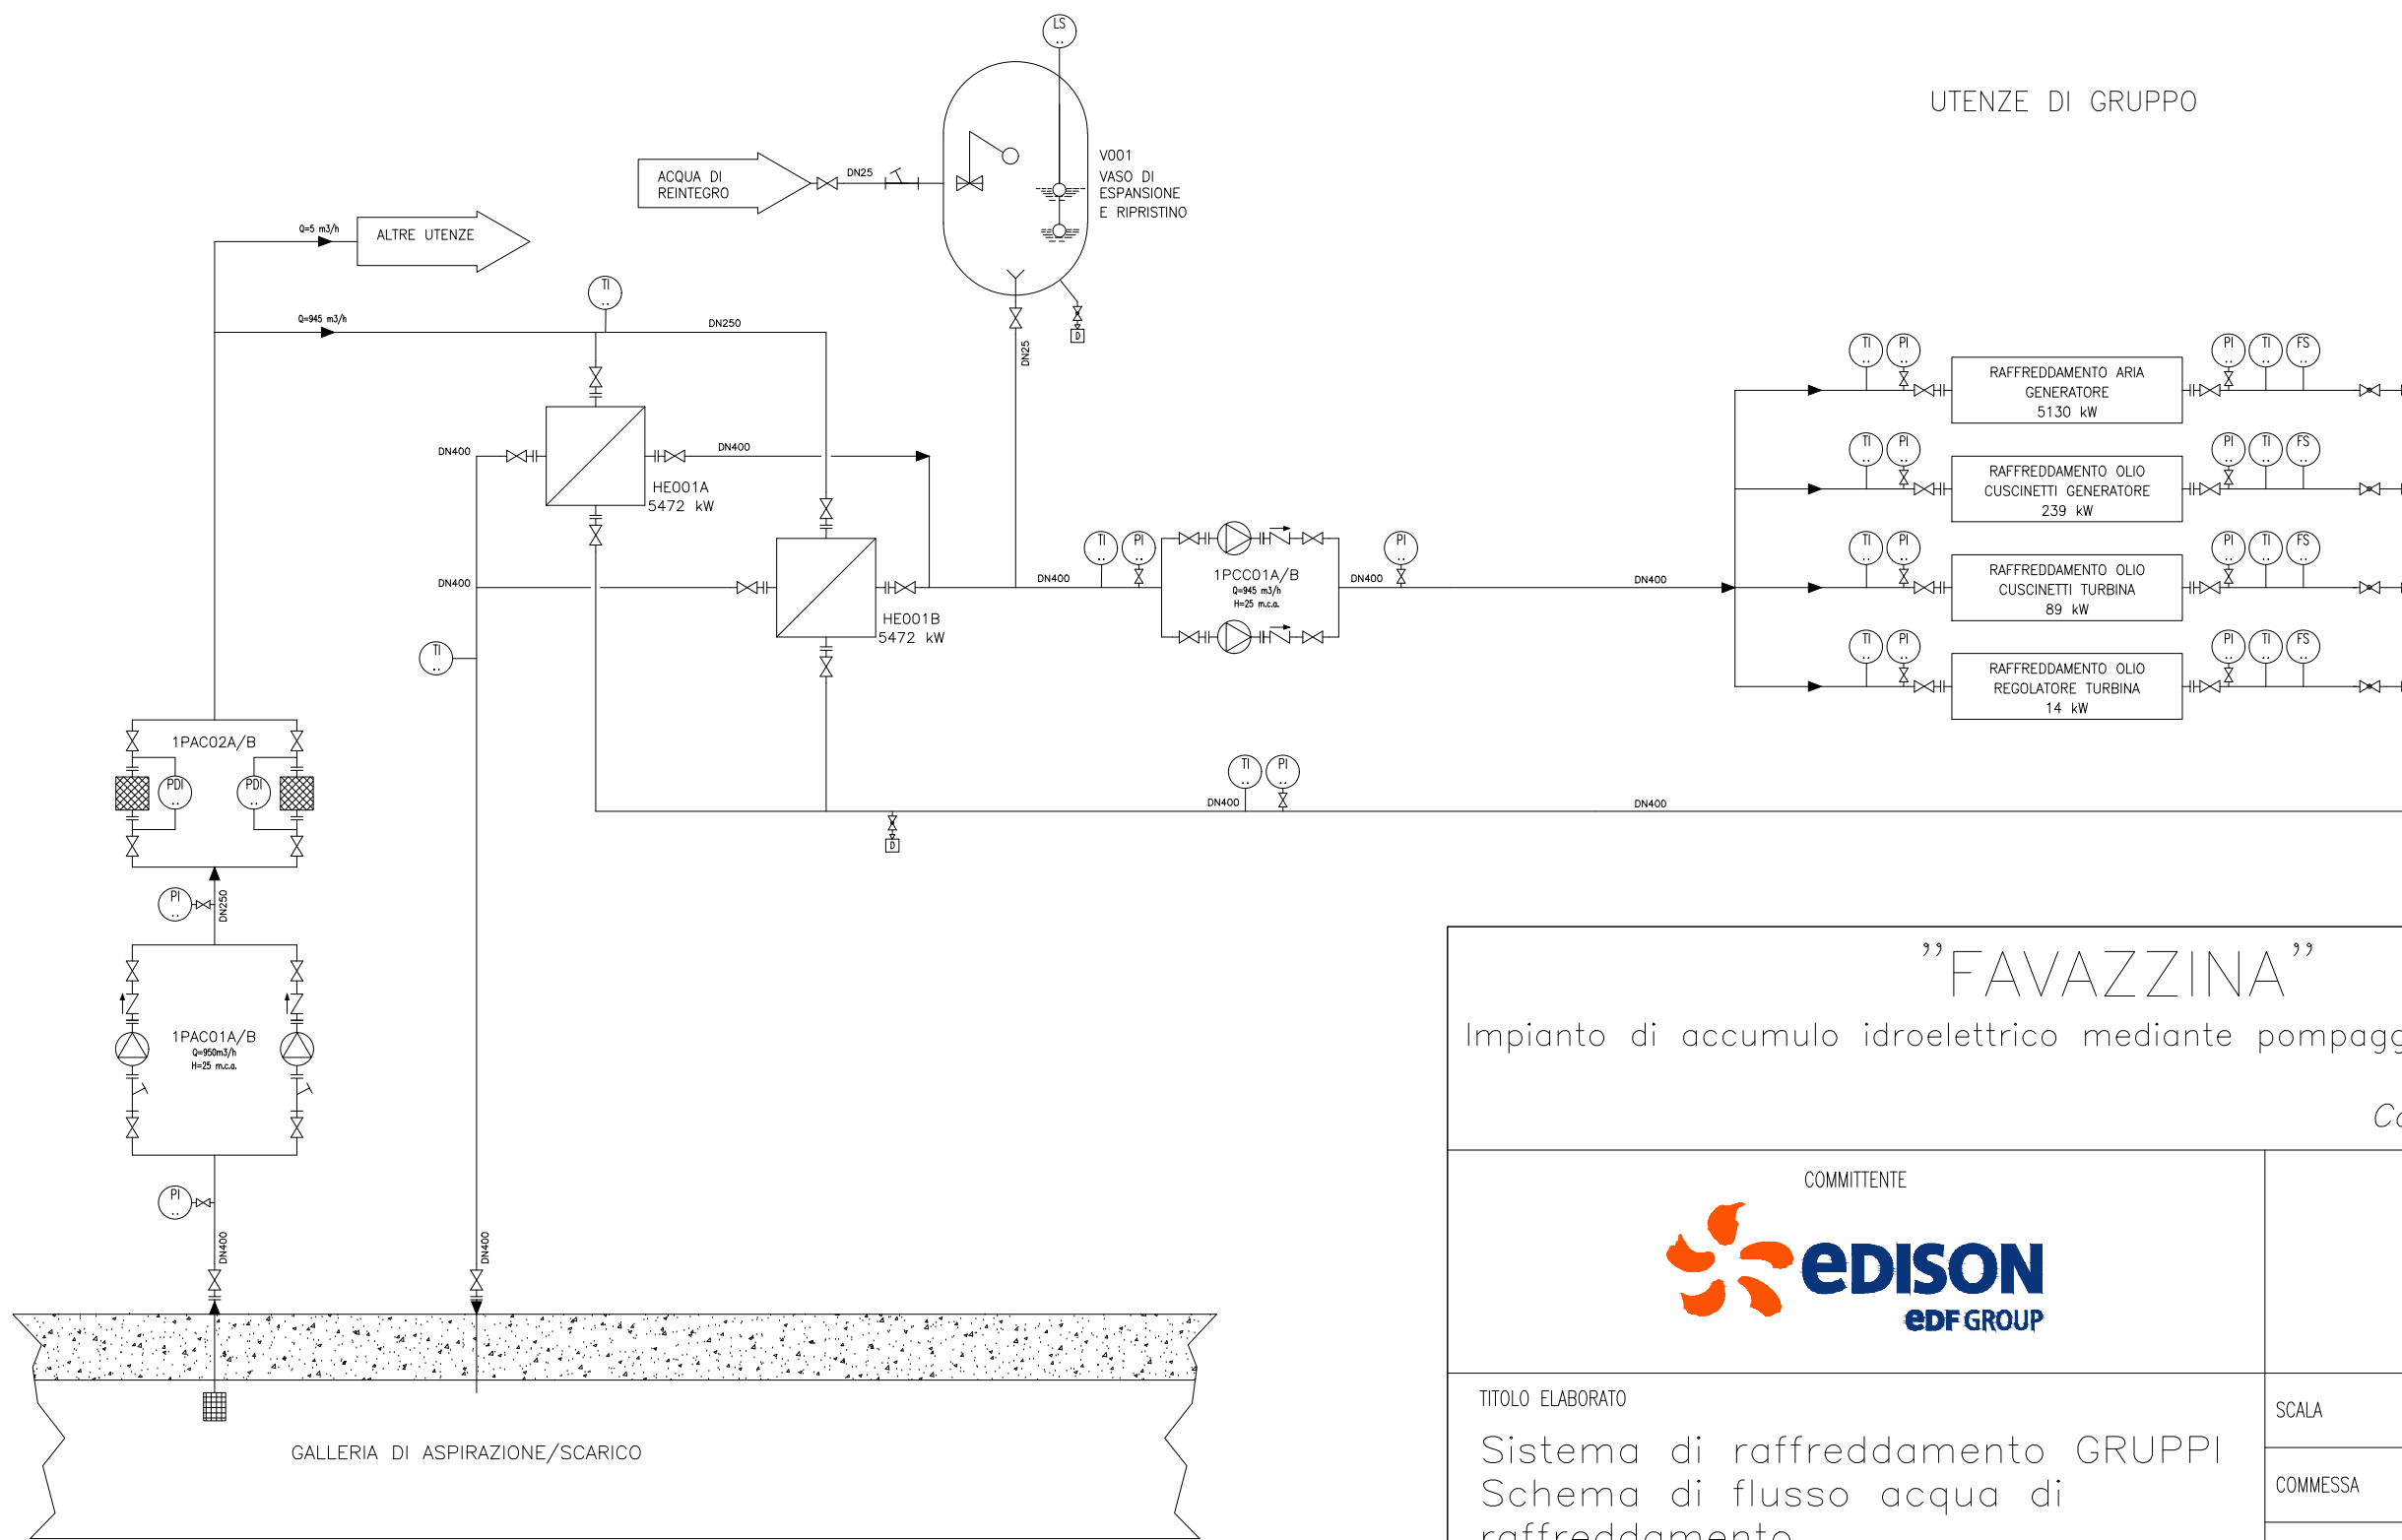 LS
..
UTENZE DI GRUPPO
V001
VASO DI
ESPANSIONE
E RIPRISTINO
ACQUA DI
REINTEGRO
DN25
Q=5 m3/h
ALTRE UTENZE
TI
..
Q=945 m3/h
DN250
DN25
D
TI
..
PI
..
RAFFREDDAMENTO ARIA
GENERATORE
5130 kW
PI
..
TI
..
FS
..
DN400
DN400
HE001A
5472 kW
TI
..
PI
..
RAFFREDDAMENTO OLIO
CUSCINETTI GENERATORE
239 kW
PI
..
TI
..
FS
..
DN400
HE001B
5472 kW
DN400
TI
..
PI
..
1PCC01A/B
Q=945 m3/h
H=25 m.c.a.
PI
..
DN400
DN400
TI
..
PI
..
RAFFREDDAMENTO OLIO
CUSCINETTI TURBINA
89 kW
PI
..
TI
..
FS
..
TI
..
TI
..
PI
..
RAFFREDDAMENTO OLIO
REGOLATORE TURBINA
14 kW
PI
..
TI
..
FS
..
1PAC02A/B
PDI
..
PDI
..
TI
..
PI
..
DN400
DN400
D
PI
..
DN250
1PAC01A/B
Q=950m3/h
H=25 m.c.a.
PI
..
DN400
DN400
GALLERIA DI ASPIRAZIONE/SCARICO
"FAVAZZINA"
Impianto di accumulo idroelettrico mediante pompagg
Co
COMMITTENTE
eDISON
eDF GROUP
TITOLO ELABORATO
Sistema di raffreddamento GRUPPI
Schema di flusso acqua di
raffreddamento
SCALA
COMMESSA